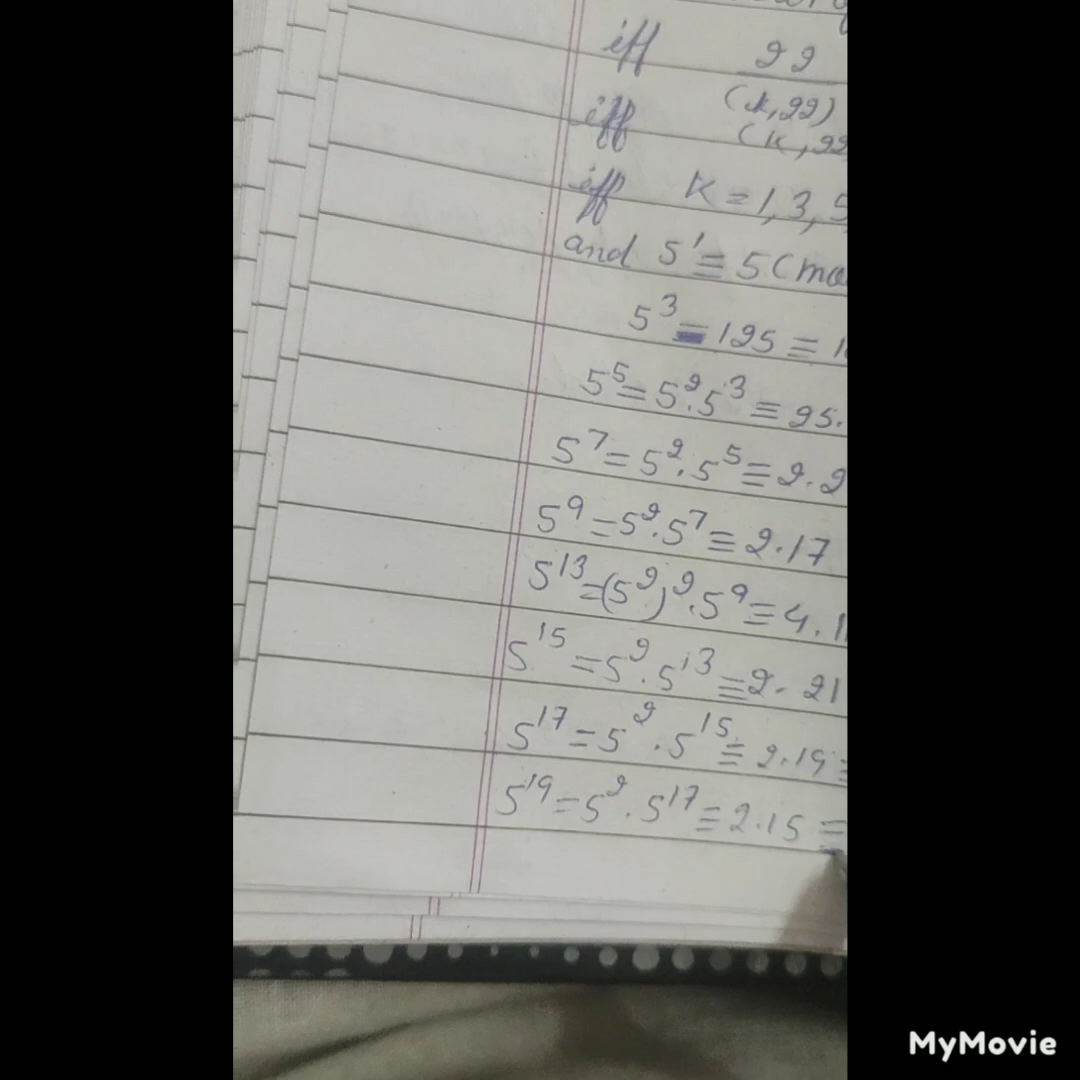 iff 22
(k,22)
iff (k,22
iff K=1,3,5
and 5¹≡5(mo
5³=125≡1
5⁵=5².5³≡25.
5⁷=5².5⁵≡2.2
5⁹=5².5⁷≡2.17
5¹³=(5²)².5⁹≡4.1
5¹⁵=5².5¹³≡2.21
5¹⁷=5².5¹⁵≡2.19≡
5¹⁹=5².5¹⁷≡2.15≡
MyMovie